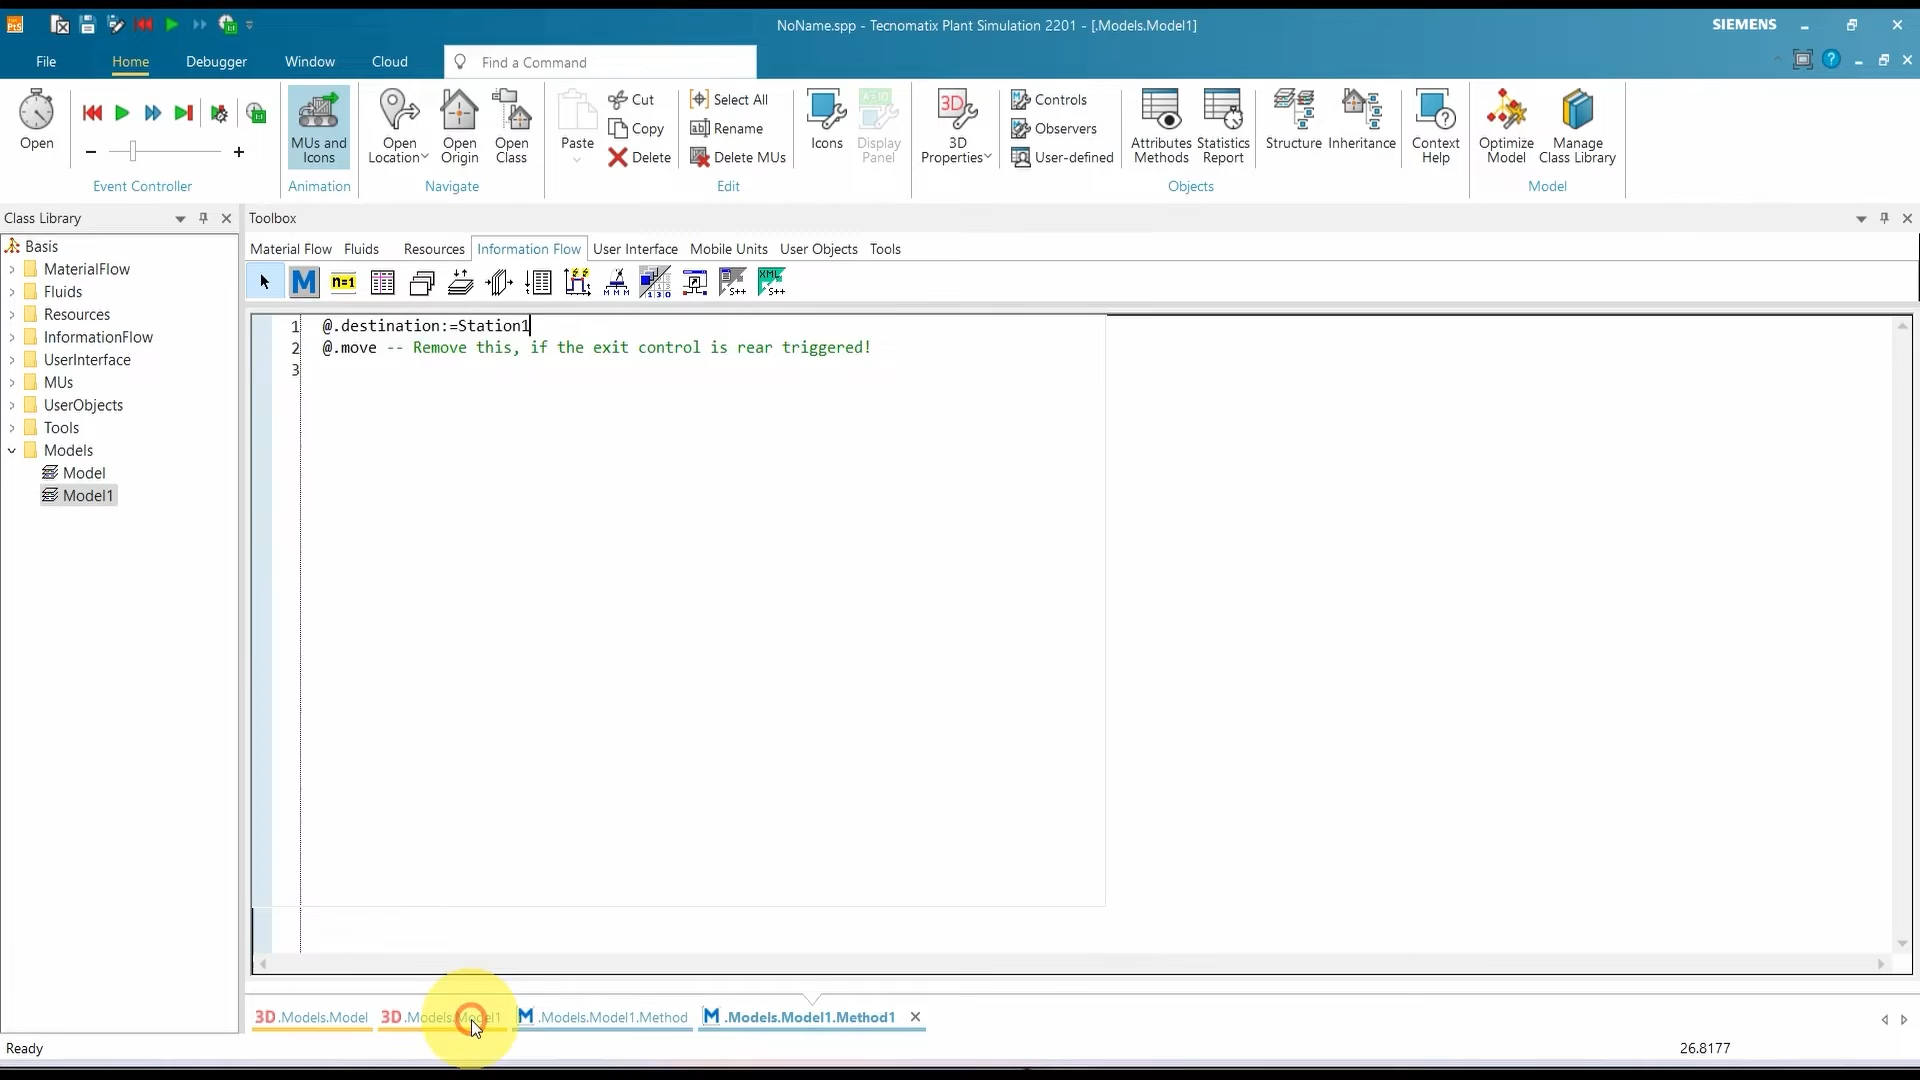 NoName.spp - Tecnomatix Plant Simulation 2201 - [.Models.Model1]
SIEMENS
File
Home
Debugger
Window
Cloud
Find a Command
Open
Event Controller
MUs and Icons
Animation
Open Location
Open Origin
Open Class
Navigate
Paste
Cut
Copy
Delete
Select All
Rename
Delete MUs
Edit
Icons
Display Panel
3D Properties
Controls
Observers
User-defined
Attributes Methods
Statistics Report
Objects
Structure
Inheritance
Context Help
Optimize Model
Manage Class Library
Model
Class Library
Toolbox
Basis
MaterialFlow
Fluids
Resources
InformationFlow
UserInterface
MUs
UserObjects
Tools
Models
Model
Model1
Material Flow
Fluids
Resources
Information Flow
User Interface
Mobile Units
User Objects
Tools
M
n=1
1 @.destination:=Station1
2 @.move -- Remove this, if the exit control is rear triggered!
3
3D .Models.Model
3D .Models.Model1
M .Models.Model1.Method
M .Models.Model1.Method1
Ready
26.8177